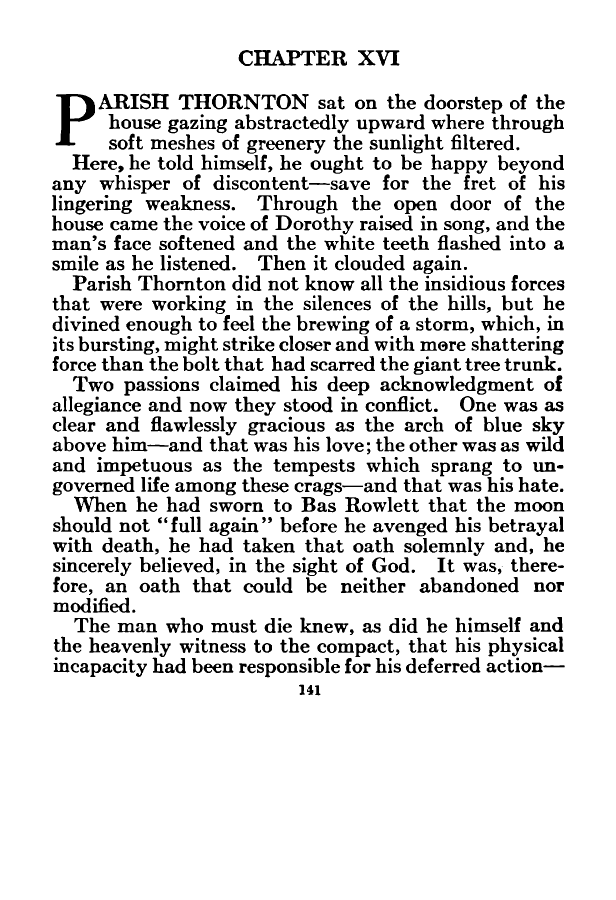 CHAPTER XVI
PARISH THORNTON sat on the doorstep of the
house gazing abstractedly upward where through
soft meshes of greenery the sunlight filtered.
Here, he told himself, he ought to be happy beyond
any whisper of discontent—save for the fret of his
lingering weakness. Through the open door of the
house came the voice of Dorothy raised in song, and the
man's face softened and the white teeth flashed into a
smile as he listened. Then it clouded again.
Parish Thornton did not know all the insidious forces
that were working in the silences of the hills, but he
divined enough to feel the brewing of a storm, which, in
its bursting, might strike closer and with more shattering
force than the bolt that had scarred the giant tree trunk.
Two passions claimed his deep acknowledgment of
allegiance and now they stood in conflict. One was as
clear and flawlessly gracious as the arch of blue sky
above him—and that was his love; the other was as wild
and impetuous as the tempests which sprang to un-
governed life among these crags—and that was his hate.
When he had sworn to Bas Rowlett that the moon
should not "full again" before he avenged his betrayal
with death, he had taken that oath solemnly and, he
sincerely believed, in the sight of God. It was, there-
fore, an oath that could be neither abandoned nor
modified.
The man who must die knew, as did he himself and
the heavenly witness to the compact, that his physical
incapacity had been responsible for his deferred action—
141